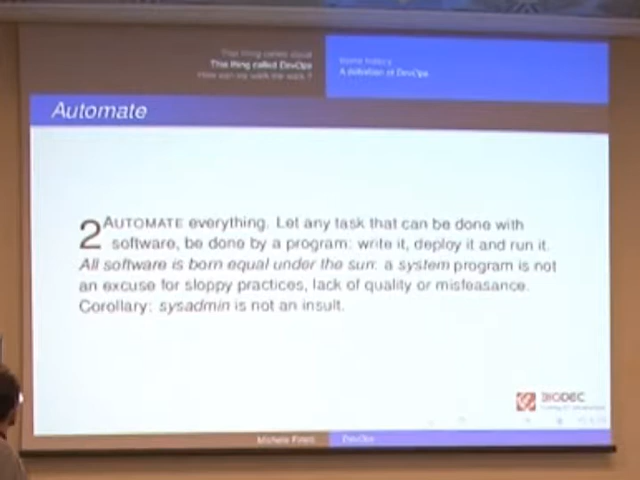 This thing called cloud
This thing called DevOps
How can we walk the walk ?
Some history
A definition of DevOps
Automate
2 AUTOMATE everything. Let any task that can be done with
software, be done by a program: write it, deploy it and run it.
All software is born equal under the sun: a system program is not
an excuse for sloppy practices, lack of quality or misfeasance.
Corollary: sysadmin is not an insult.
BIODEC
Michele
DevOps